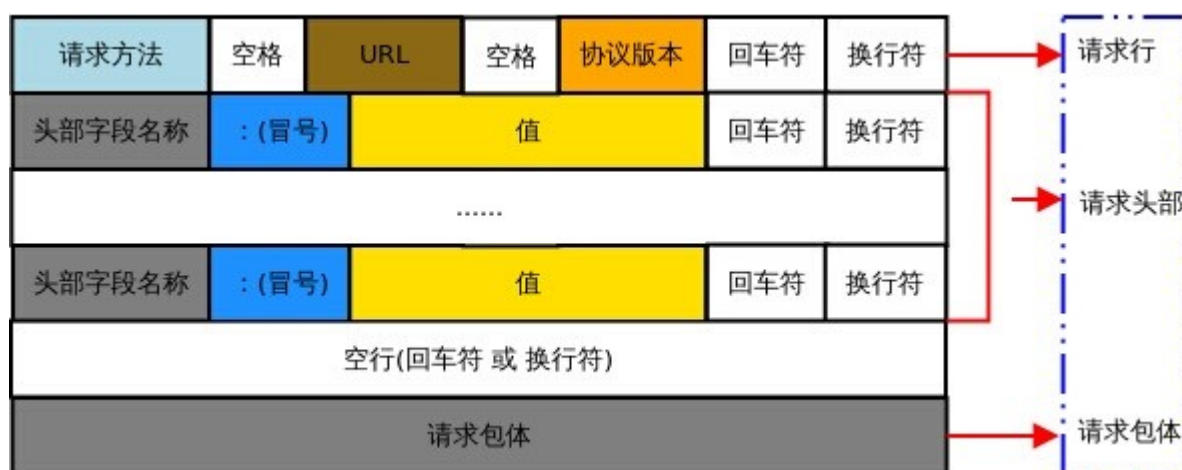 请求方法 空格 URL 空格 协议版本 回车符 换行符 请求行
头部字段名称 : (冒号) 值 回车符 换行符
...... 请求头部
头部字段名称 : (冒号) 值 回车符 换行符
空行(回车符 或 换行符)
请求包体 请求包体